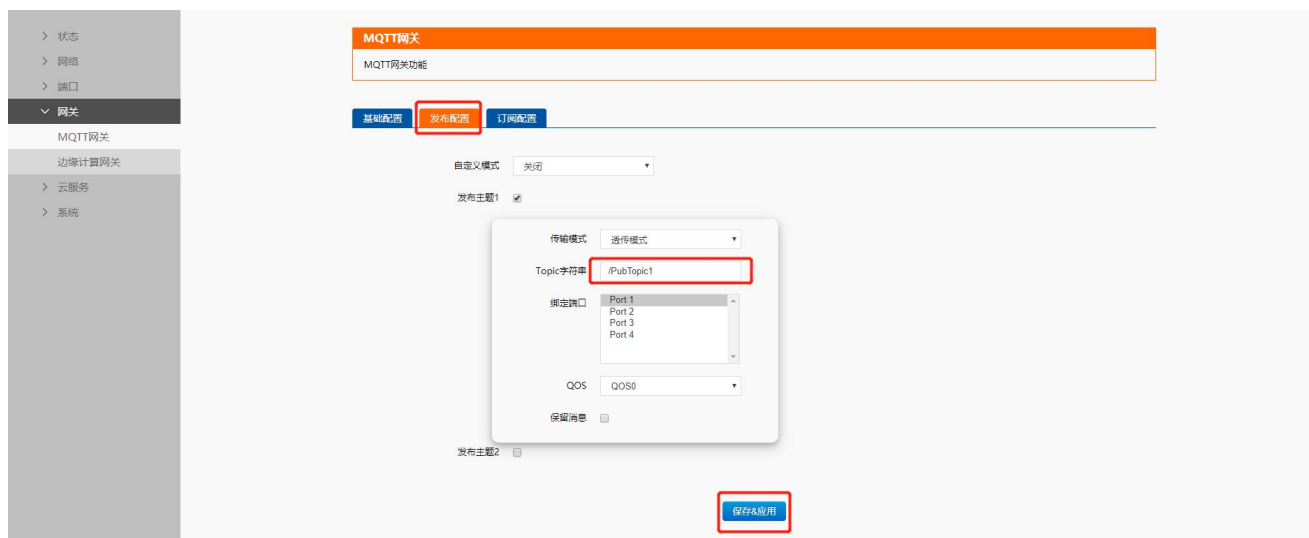 状态
网络
端口
网关
MQTT网关
边缘计算网关
云服务
系统
MQTT网关
MQTT网关功能
基础配置 发布配置 订阅配置
自定义模式 关闭
发布主题1
传输模式 透传模式
Topic字符串 /PubTopic1
绑定端口 Port 1
Port 2
Port 3
Port 4
QOS QOS0
保留消息
发布主题2
保存&应用